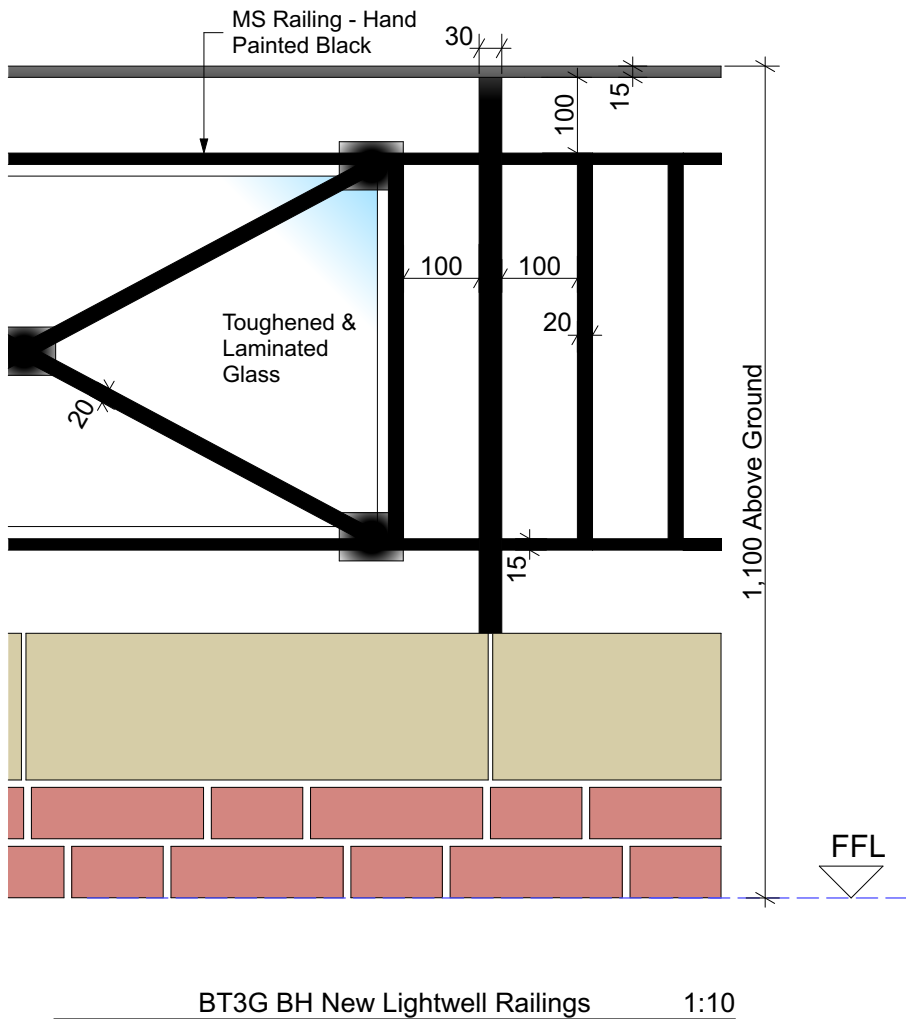 MS Railing - Hand
Painted Black
30
15
100
100
100
20
Toughened &
Laminated
Glass
20
15
1,100 Above Ground
FFL
BT3G BH New Lightwell Railings 1:10